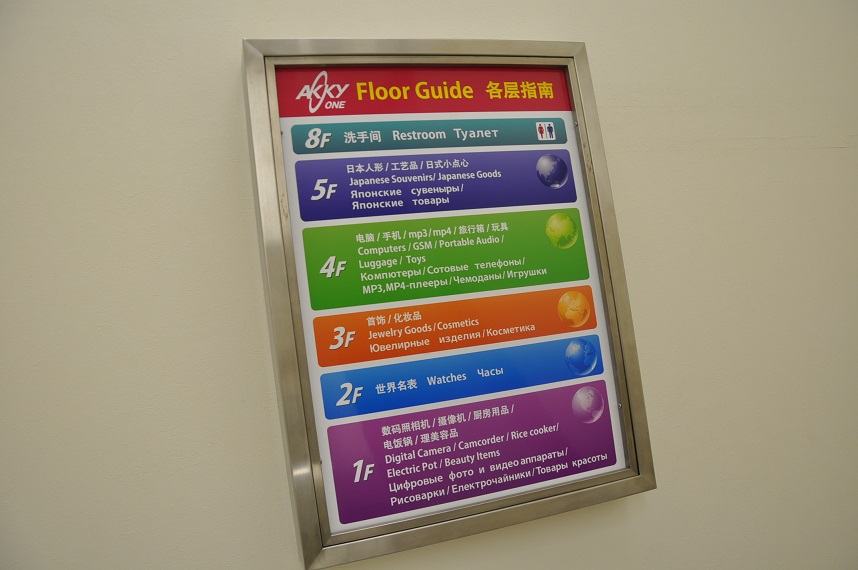 AKKY ONE Floor Guide 各层指南
8F 洗手间 Restroom Туалет
5F
日本人形 / 工艺品 / 日式小点心
Japanese Souvenirs/ Japanese Goods
Японские сувениры/
Японские товары
4F
电脑 / 手机 / mp3/mp4 / 旅行箱 / 玩具
Computers / GSM / Portable Audio /
Luggage / Toys
Компютеры/Сотовые телефоны/
MP3,MP4-плееры/Чемоданы/Игрушки
3F
首饰 / 化妆品
Jewelry Goods / Cosmetics
Ювелирные изделия/Косметика
2F 世界名表 Watches Часы
1F
数码照相机 / 摄像机 / 厨房用品 /
电饭锅 / 理美容品
Digital Camera / Camcorder / Rice cooker/
Electric Pot / Beauty Items
Цифровые фото и видео аппараты/
Рисоварки/Електрочайники/Товары красоты